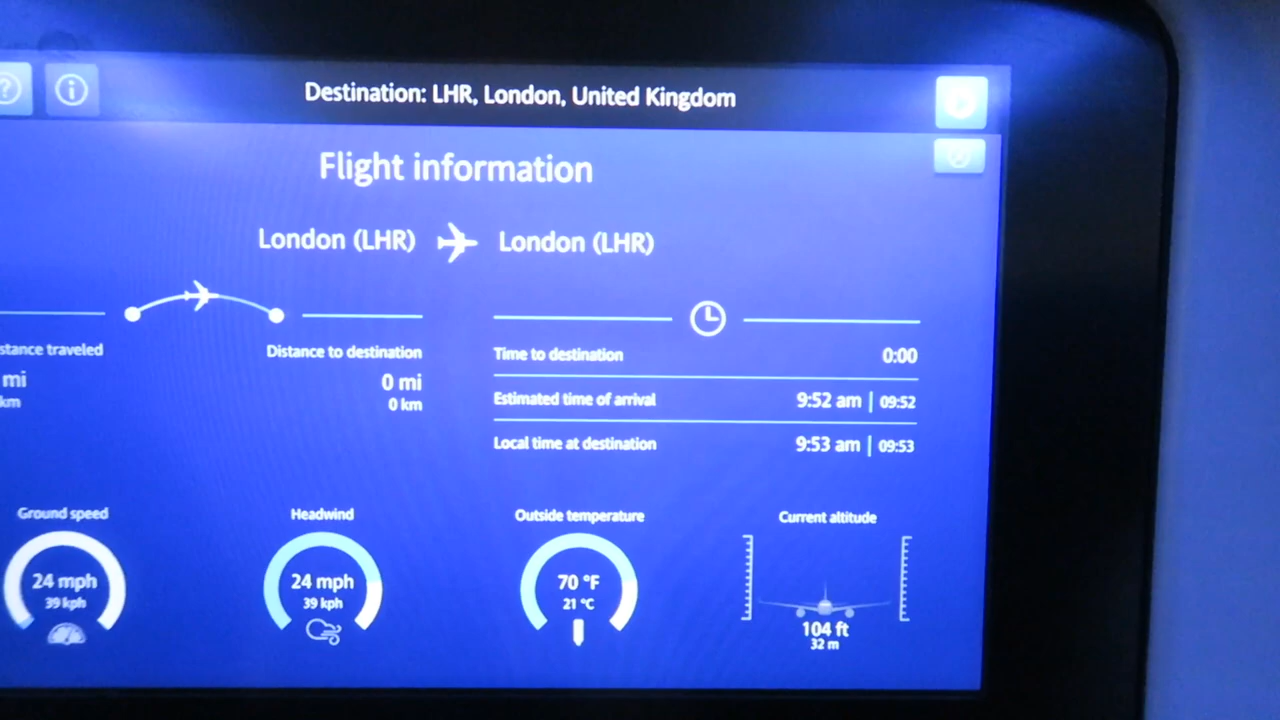 ? i
Destination: LHR, London, United Kingdom
Flight information
London (LHR) London (LHR)
traveled Distance to destination Time to destination 0:00
mi 0 mi
km 0 km
Estimated time of arrival 9:52 am | 09:52
Local time at destination 9:53 am | 09:53
Ground speed Headwind Outside temperature Current altitude
24 mph 24 mph 70 °F 104 ft
39 kph 39 kph 21 °C 32 m